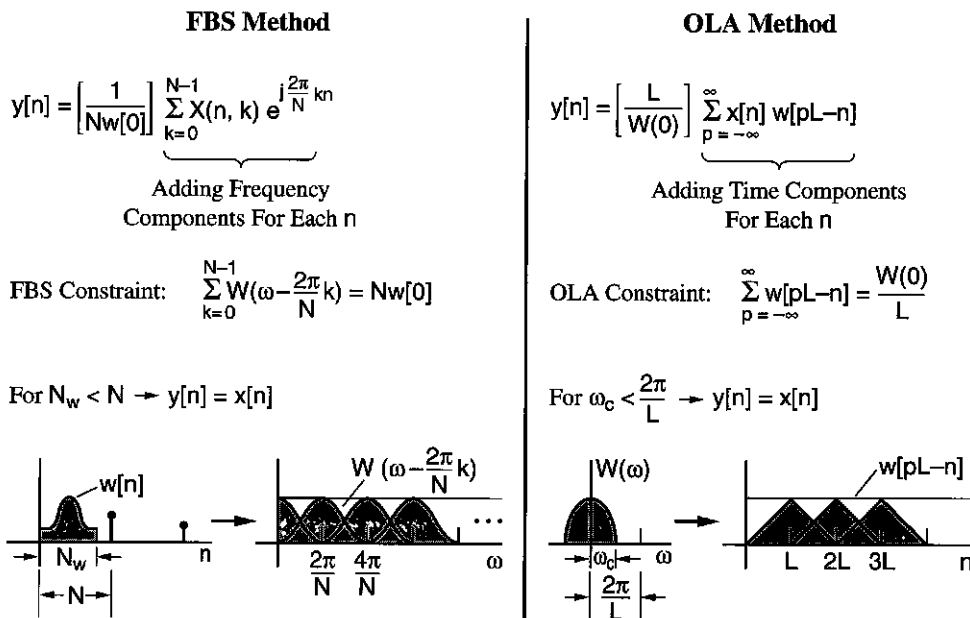 FBS Method
y[n] = [1/(Nw[0])] Σ_{k=0}^{N-1} X(n, k) e^{j(2π/N)kn}
Adding Frequency
Components For Each n
FBS Constraint: Σ_{k=0}^{N-1} W(ω–(2π/N)k) = Nw[0]
For N_w < N → y[n] = x[n]
w[n]
n
N_w
N
W (ω–(2π/N)k)
...
2π/N 4π/N ω
OLA Method
y[n] = [L/W(0)] Σ_{p=–∞}^{∞} x[n] w[pL–n]
Adding Time Components
For Each n
OLA Constraint: Σ_{p=–∞}^{∞} w[pL–n] = W(0)/L
For ω_c < 2π/L → y[n] = x[n]
W(ω)
ω_c ω
2π/L
w[pL–n]
L 2L 3L n